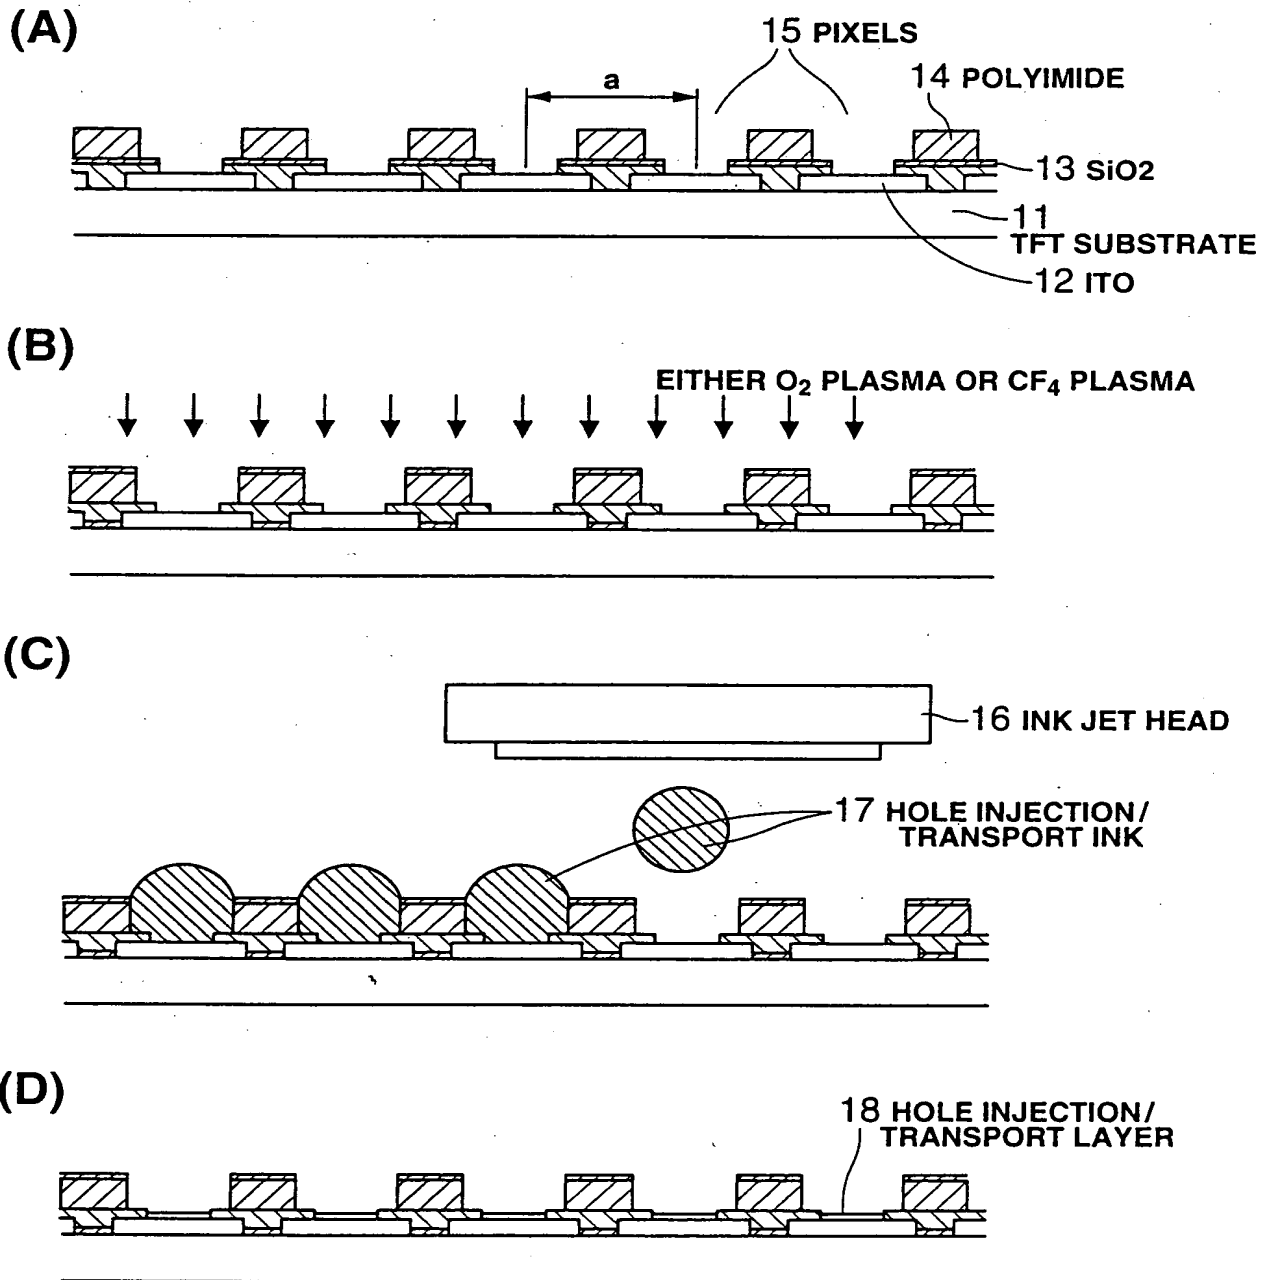 (A)
15 PIXELS
a
14 POLYIMIDE
13 SiO2
11
TFT SUBSTRATE
12 ITO
(B)
EITHER O2 PLASMA OR CF4 PLASMA
(C)
16 INK JET HEAD
17 HOLE INJECTION/
TRANSPORT INK
(D)
18 HOLE INJECTION/
TRANSPORT LAYER